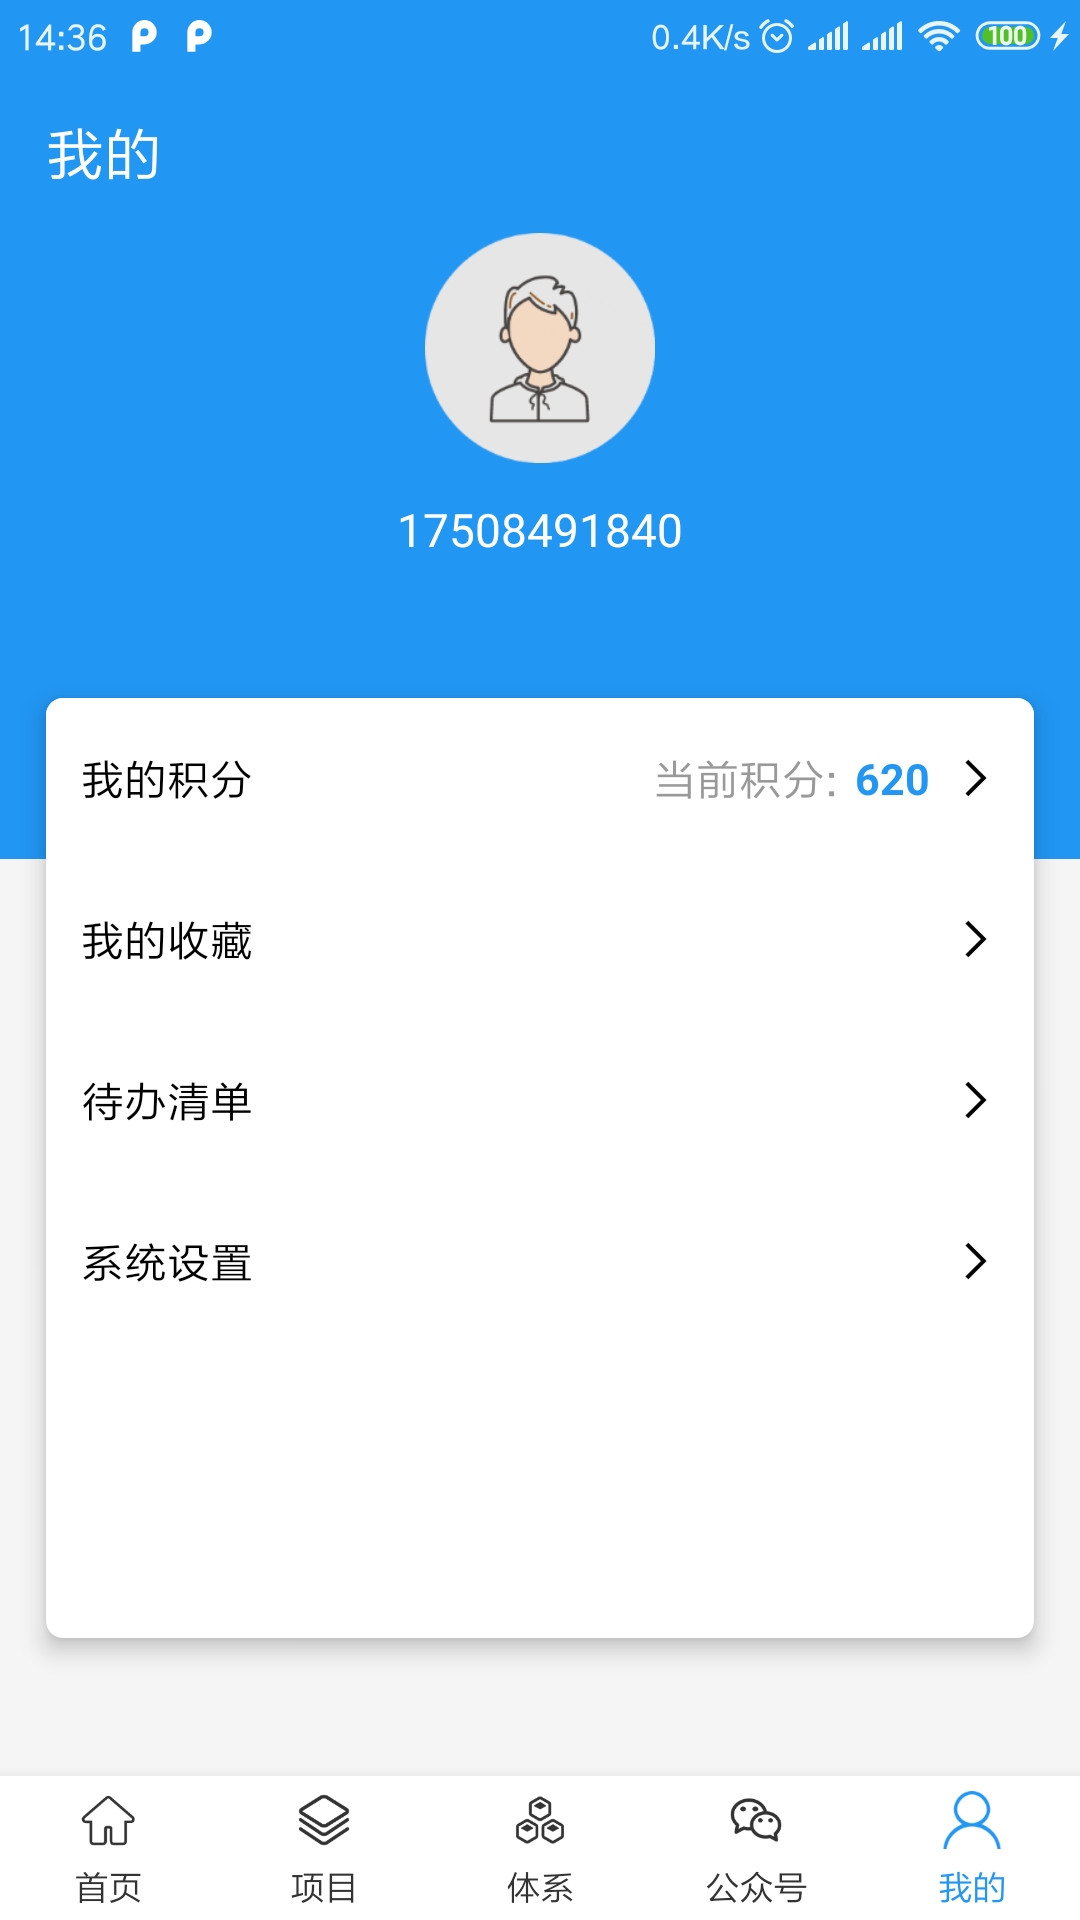 14:36 0.4K/s 100
我的
17508491840
我的积分 当前积分: 620
我的收藏
待办清单
系统设置
首页 项目 体系 公众号 我的